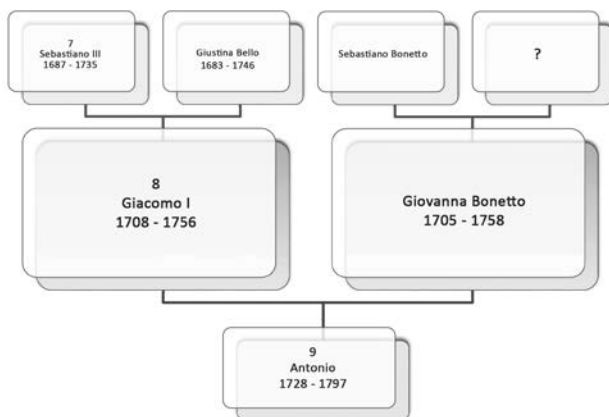 7
Sebastiano III
1687 - 1735
Giustina Bello
1683 - 1746
Sebastiano Bonetto
?
8
Giacomo I
1708 - 1756
Giovanna Bonetto
1705 - 1758
9
Antonio
1728 - 1797